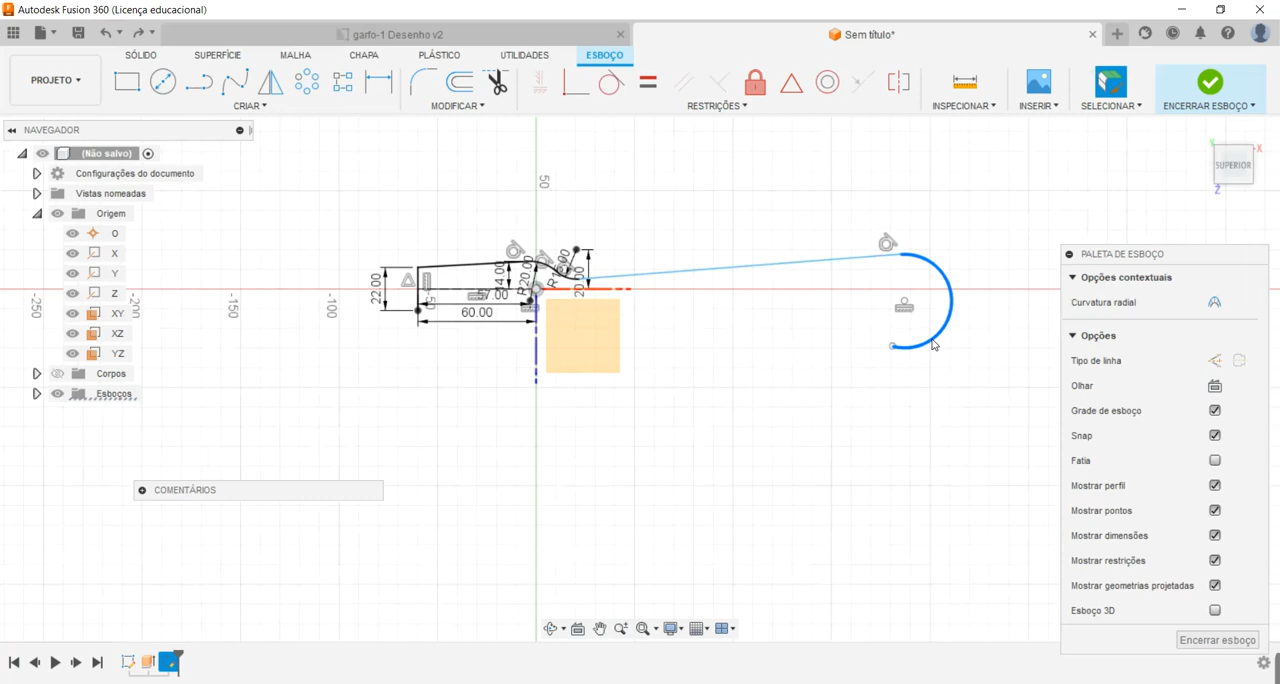 Autodesk Fusion 360 (Licença educacional)
garfo-1 Desenho v2
Sem título*
SÓLIDO
SUPERFÍCIE
MALHA
CHAPA
PLÁSTICO
UTILIDADES
ESBOÇO
PROJETO
CRIAR
MODIFICAR
RESTRIÇÕES
INSPECIONAR
INSERIR
SELECIONAR
ENCERRAR ESBOÇO
NAVEGADOR
(Não salvo)
Configurações do documento
Vistas nomeadas
Origem
O
X
Y
Z
XY
XZ
YZ
Corpos
Esboços
COMENTÁRIOS
50
-250
-200
-150
-100
-50
22.00
R20.00
20.00
60.00
Y
X
SUPERIOR
Z
PALETA DE ESBOÇO
Opções contextuais
Curvatura radial
Opções
Tipo de linha
Olhar
Grade de esboço
Snap
Fatia
Mostrar perfil
Mostrar pontos
Mostrar dimensões
Mostrar restrições
Mostrar geometrias projetadas
Esboço 3D
Encerrar esboço